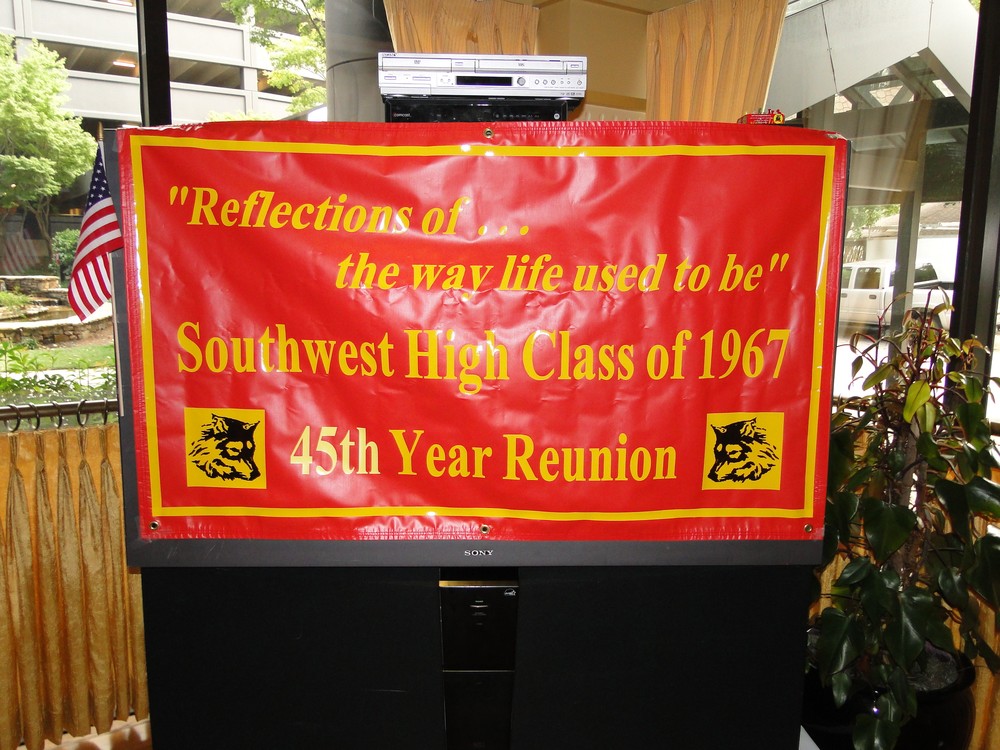 "Reflections of . . .
the way life used to be"
Southwest High Class of 1967
45th Year Reunion
SONY